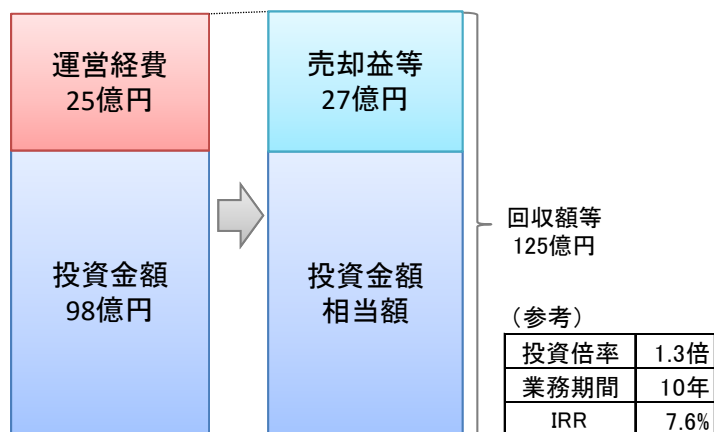 運営経費
25億円
投資金額
98億円
売却益等
27億円
投資金額
相当額
回収額等
125億円
（参考）
投資倍率 1.3倍
業務期間 10年
IRR 7.6%